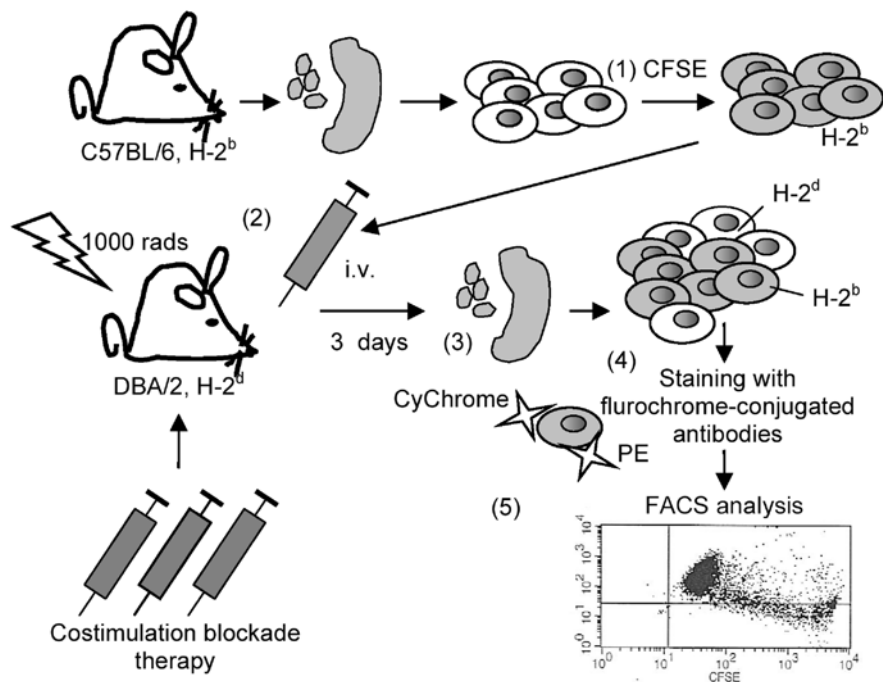 (1) CFSE
C57BL/6, H-2ᵇ
H-2ᵇ
1000 rads
(2)
i.v.
3 days
(3)
H-2ᵈ
H-2ᵇ
DBA/2, H-2ᵈ
(4)
Staining with
flurochrome-conjugated
antibodies
CyChrome
PE
(5)
FACS analysis
10⁴
10³
10²
10¹
10⁰
10⁰ 10¹ 10² 10³ 10⁴
CFSE
Costimulation blockade
therapy